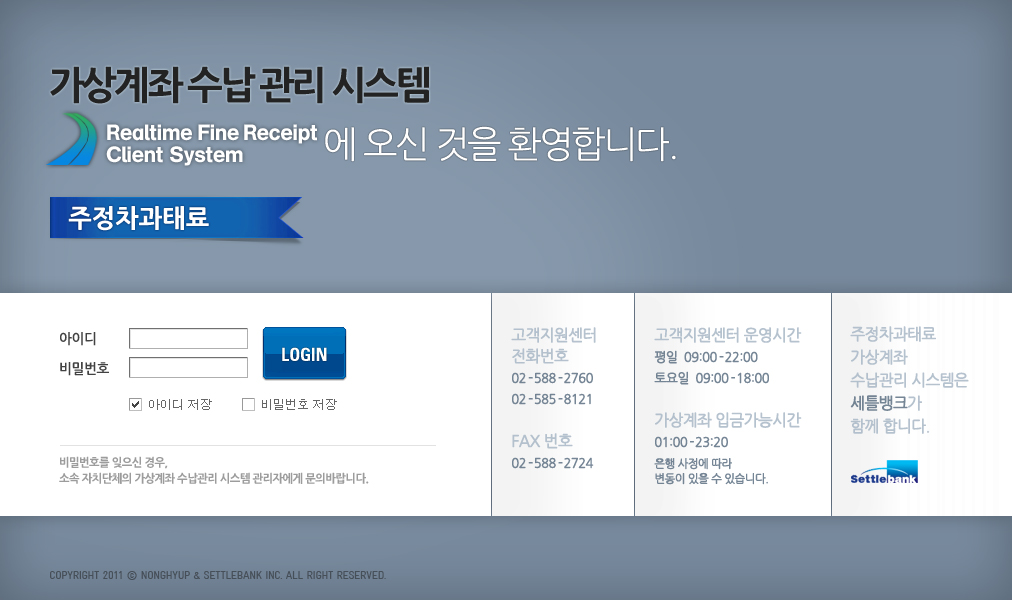 가상계좌 수납 관리 시스템
Realtime Fine Receipt
Client System
에 오신 것을 환영합니다.
주정차과태료
아이디
비밀번호
LOGIN
아이디 저장
비밀번호 저장
비밀번호를 잊으신 경우,
소속 자치단체의 가상계좌 수납관리 시스템 관리자에게 문의바랍니다.
고객지원센터
전화번호
02-588-2760
02-585-8121
FAX 번호
02-588-2724
고객지원센터 운영시간
평일 09:00-22:00
토요일 09:00-18:00
가상계좌 입금가능시간
01:00-23:20
은행 사정에 따라
변동이 있을 수 있습니다.
주정차과태료
가상계좌
수납관리 시스템은
세틀뱅크가
함께 합니다.
Settlebank
COPYRIGHT 2011 © NONGHYUP & SETTLEBANK INC. ALL RIGHT RESERVED.